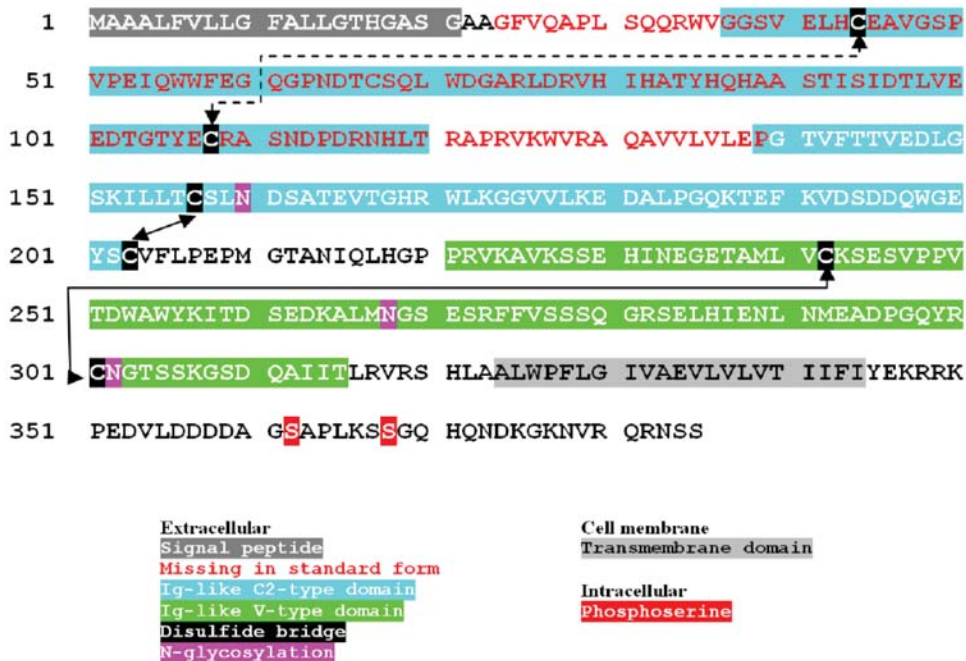 1 MAAALFVLLG FALLGTHGAS GAAGFVQAPL SQQRWVGGSV ELHCEAVGSP
51 VPEIQWWFEG QGPNDTCSQL WDGARLDRVH IHATYHQHAA STISIDTLVE
101 EDTGTYECRA SNDPDRNHLT RAPRVKWVRA QAVVLVLEPG TVFTTVEDLG
151 SKILLTCSLN DSATEVTGHR WLKGGVVLKE DALPGQKTEF KVDSDDQWGE
201 YSCVFLPEPM GTANIQLHGP PRVKAVKSSE HINEGETAML VCKSESVPPV
251 TDWAWYKITD SEDKALMNGS ESRFFVSSSQ GRSELHIENL NMEADPGQYR
301 CNGTSSKGSD QAIITLRVRS HLAALWPFLG IVAEVLVLVT IIFIYEKRRK
351 PEDVLDDDDA GSAPLKSSGQ HQNDKGKNVR QRNSS
Extracellular
Signal peptide
Missing in standard form
Ig-like C2-type domain
Ig-like V-type domain
Disulfide bridge
N-glycosylation
Cell membrane
Transmembrane domain
Intracellular
Phosphoserine